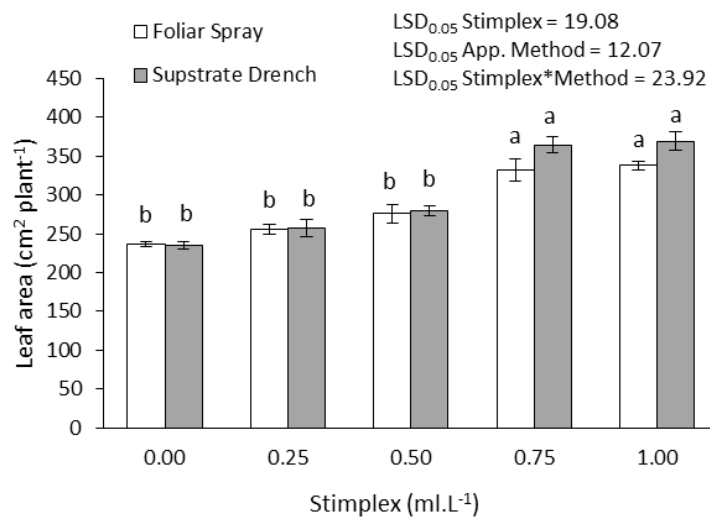 Foliar Spray
Supstrate Drench
LSD0.05 Stimplex = 19.08
LSD0.05 App. Method = 12.07
LSD0.05 Stimplex*Method = 23.92
Leaf area (cm2 plant-1)
450
400
350
300
250
200
150
100
50
0
b b b b b b a a a a
0.00 0.25 0.50 0.75 1.00
Stimplex (ml.L-1)